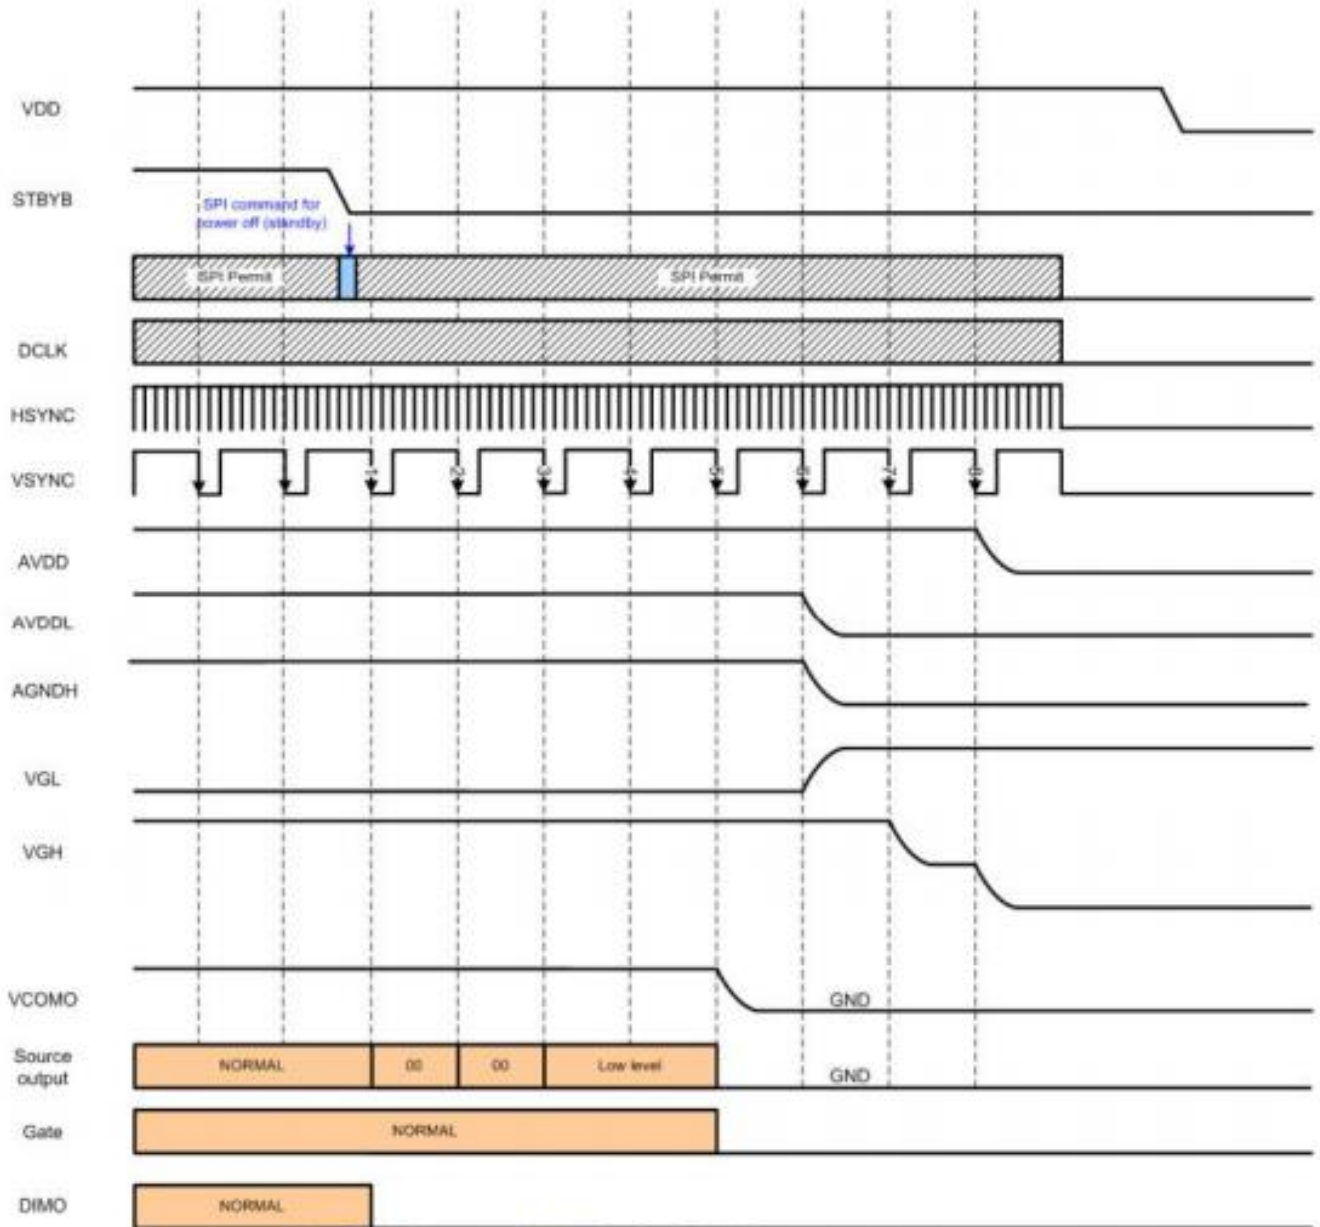 VDD
STBYB
SPI command for
power off (standby)
SPI Permit
SPI Permit
DCLK
HSYNC
VSYNC
1
2
3
4
5
6
7
8
AVDD
AVDDL
AGNDH
VGL
VGH
VCOMO
GND
Source
output
NORMAL
00
00
Low level
GND
Gate
NORMAL
DIMO
NORMAL